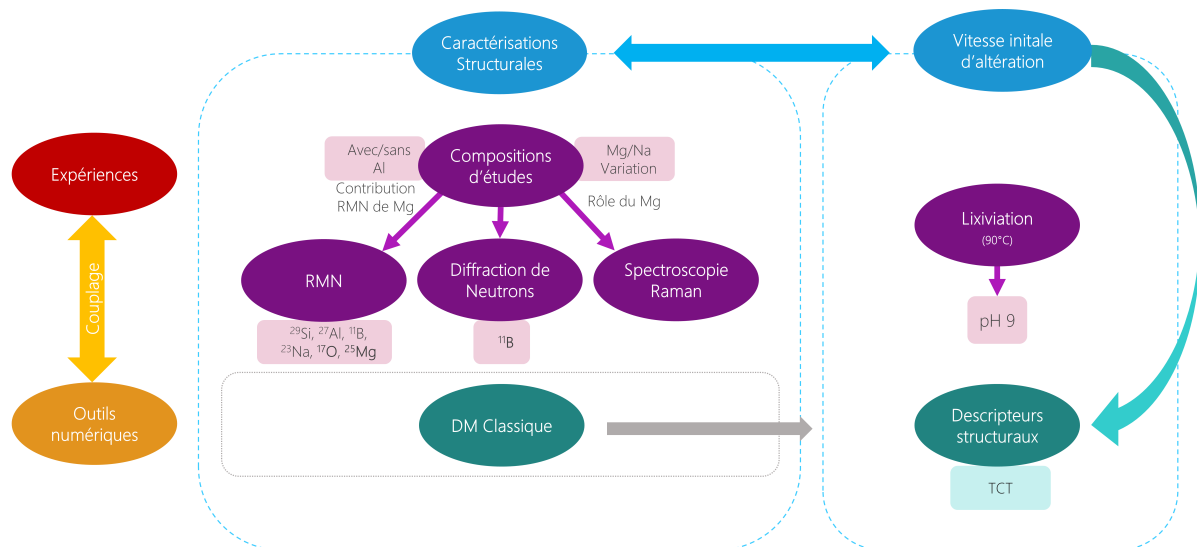 Caractérisations
Structurales
Vitesse initale
d'altération
Expériences
Avec/sans
Al
Compositions
d'études
Mg/Na
Variation
Contribution
RMN de Mg
Rôle du Mg
Lixiviation
(90°C)
Couplage
RMN
Diffraction de
Neutrons
Spectroscopie
Raman
pH 9
²⁹Si, ²⁷Al, ¹¹B,
²³Na, ¹⁷O, ²⁵Mg
¹¹B
Outils
numériques
DM Classique
Descripteurs
structuraux
TCT